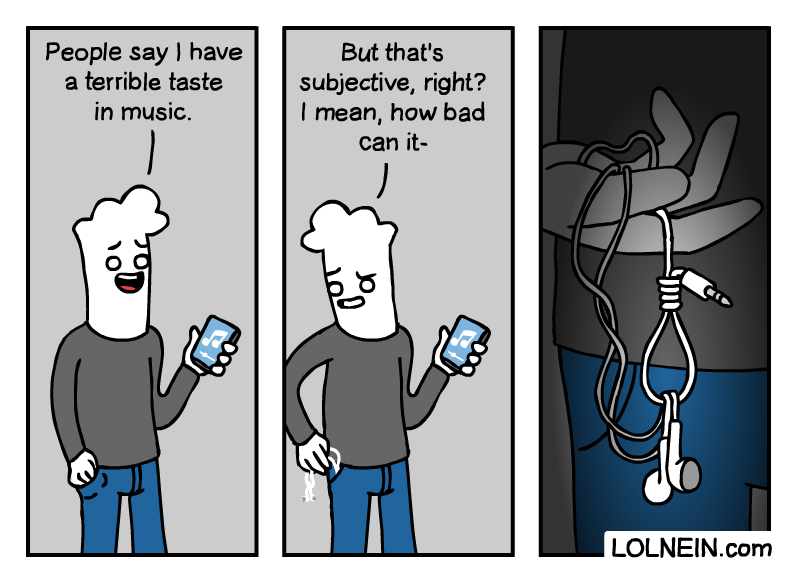 People say I have
a terrible taste
in music.
But that's
subjective, right?
I mean, how bad
can it-
LOLNEIN.com